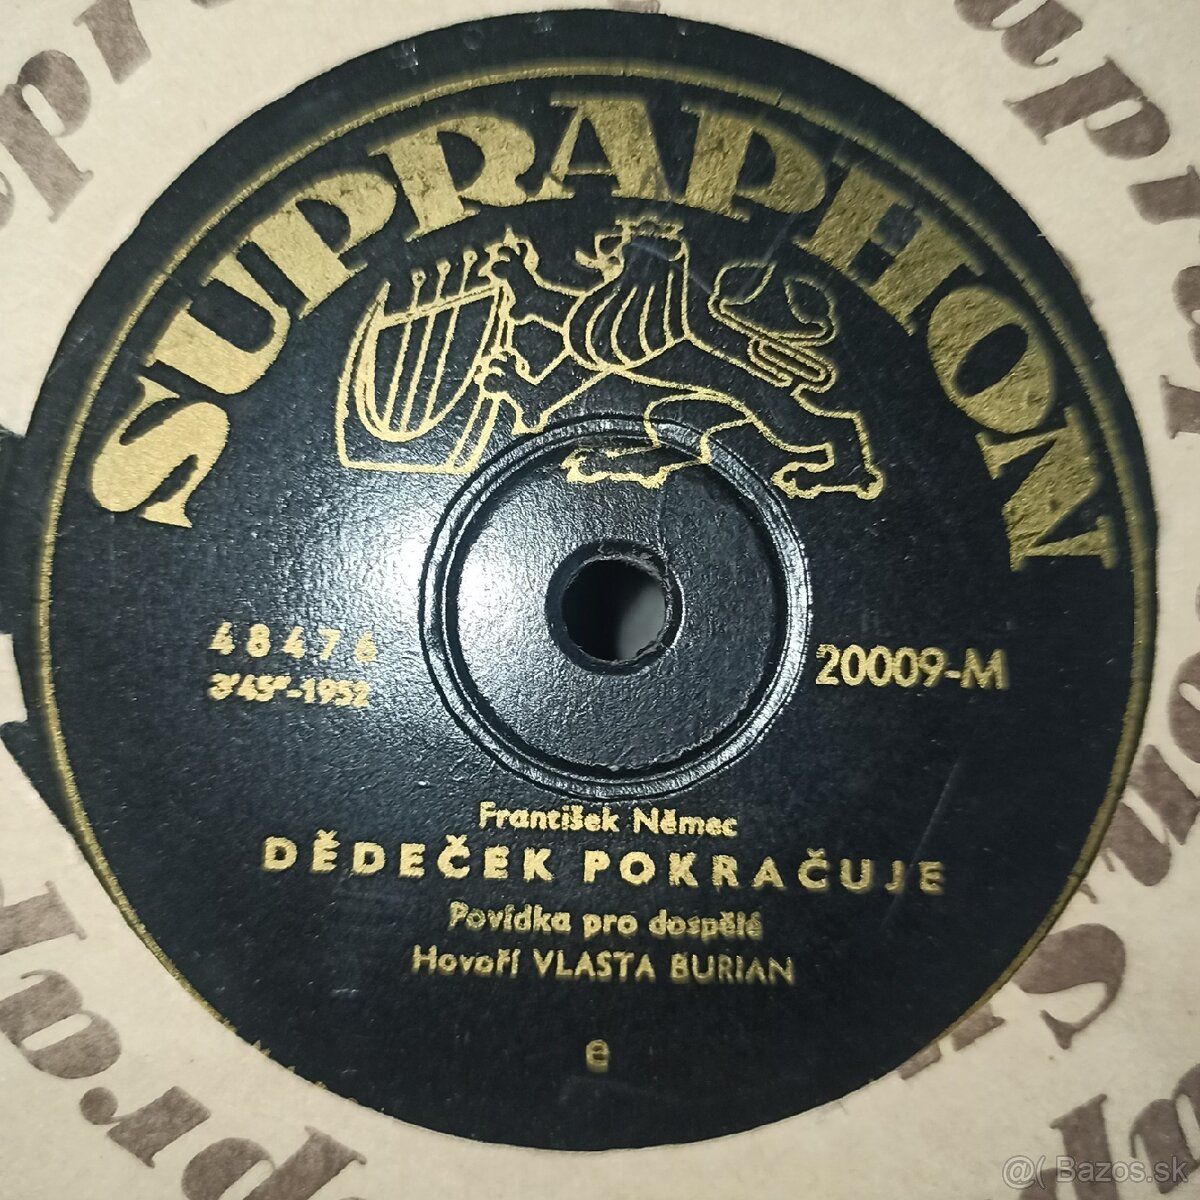 SUPRAPHON
48476
3'45"-1952
20009-M
František Němec
DĚDEČEK POKRAČUJE
Povídka pro dospělé
Hovoří VLASTA BURIAN
e
@( Bazos.sk